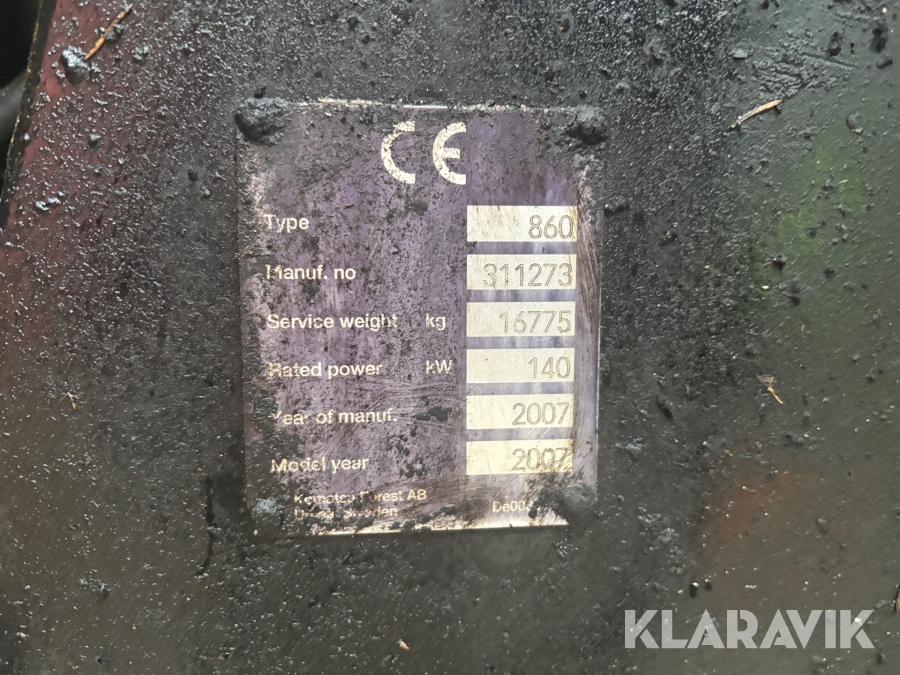 CE
Type 860
Manuf. no 311273
Service weight kg 16775
Rated power kW 140
Year of manuf. 2007
Model year 2007
Komatsu Forest AB
Sweden
KLARAVIK